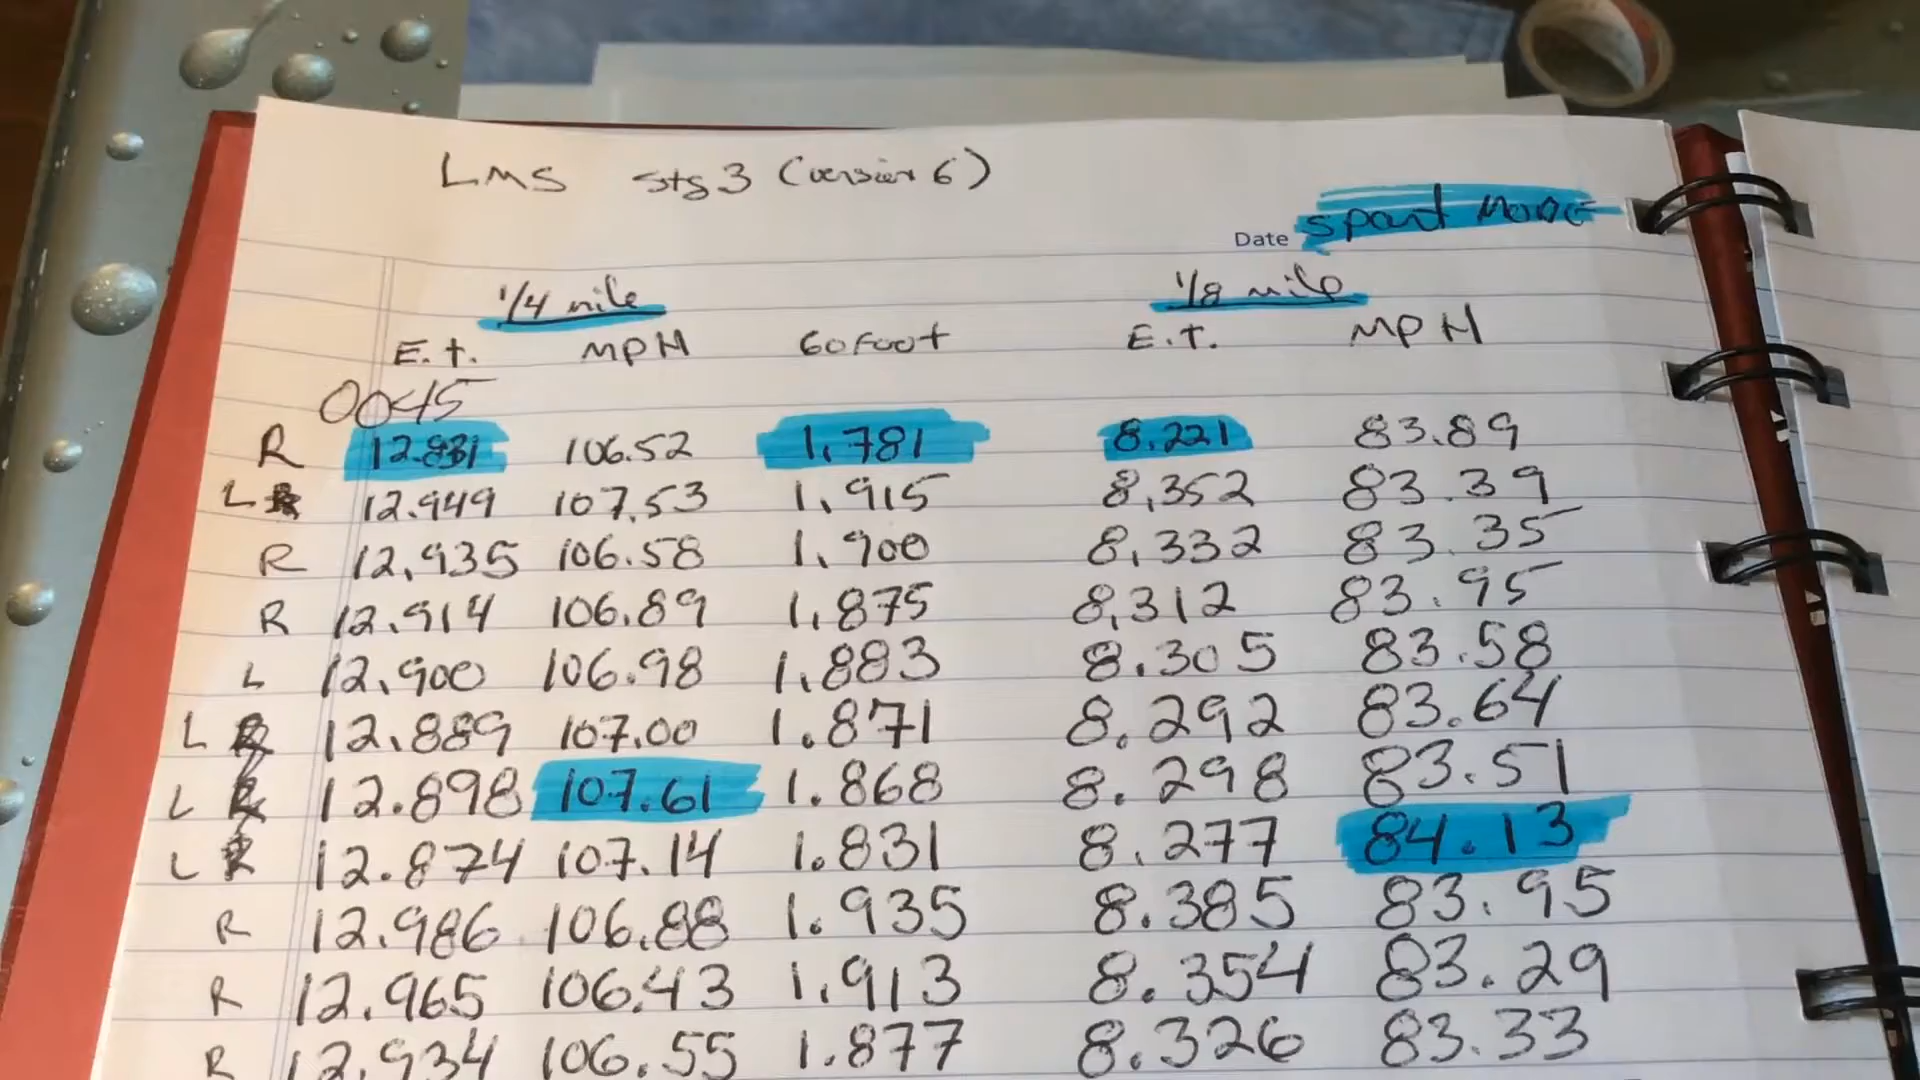 LMS stg 3 (version 6)
Date Sport MODE
1/4 mile 1/8 mile
E.t. MPH 60 Foot E.T. MPH
0045
R 12.831 106.52 1.781 8.221 83.89
L 12.949 107.53 1.915 8.352 83.39
R 12.935 106.58 1.900 8.332 83.35
R 12.914 106.89 1.875 8.312 83.95
L 12.900 106.98 1.883 8.305 83.58
L 12.889 107.00 1.871 8.292 83.64
L 12.898 107.61 1.868 8.298 83.51
L 12.874 107.14 1.831 8.277 84.13
R 12.986 106.88 1.935 8.385 83.95
R 12.965 106.43 1.913 8.354 83.29
R 12.934 106.55 1.877 8.326 83.33